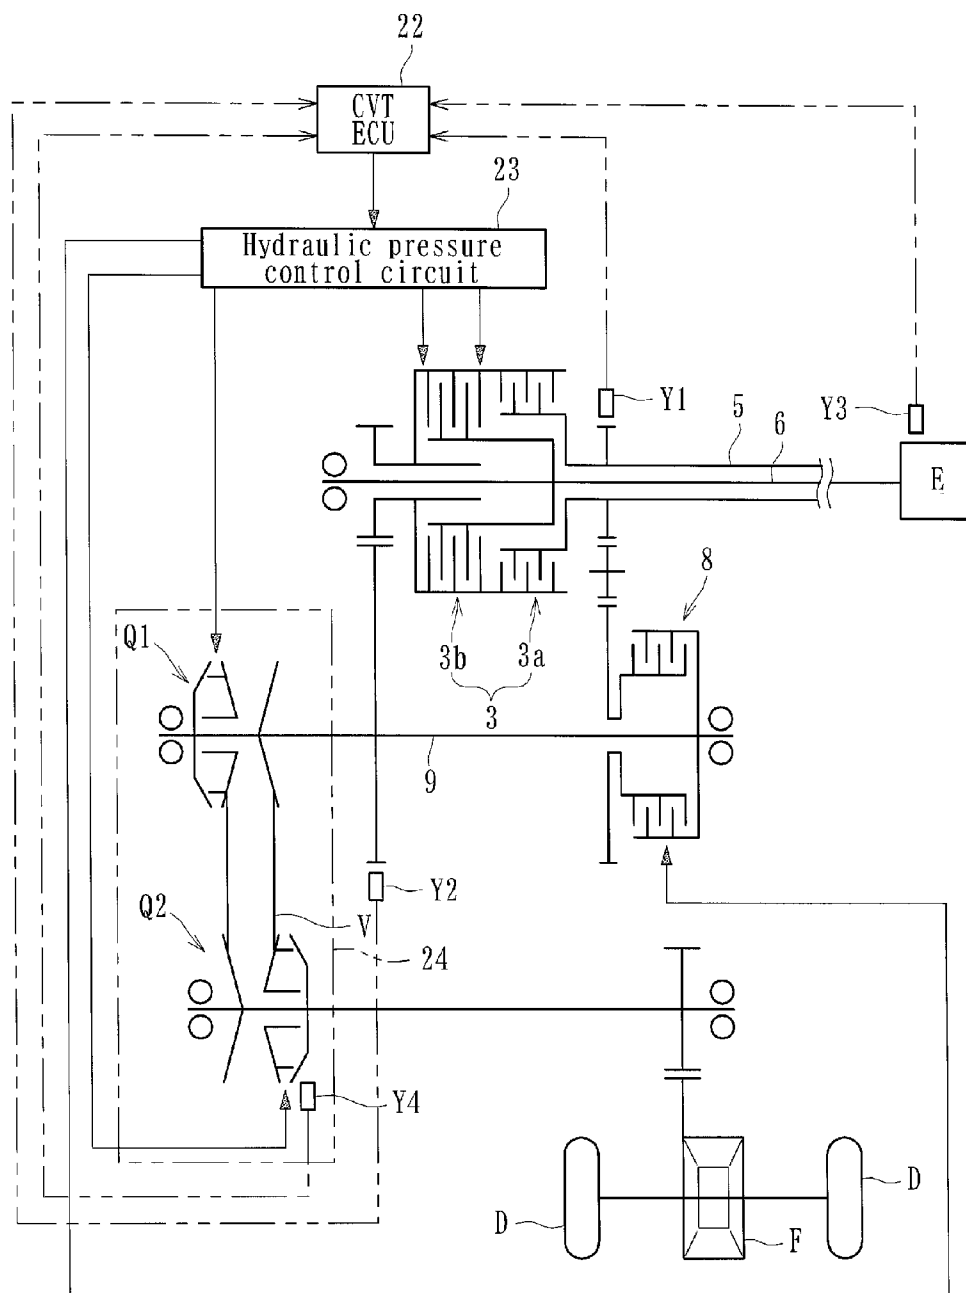 22
CVT
ECU
23
Hydraulic pressure
control circuit
Y1
5
6
Y3
E
8
Q1
3b
3a
3
9
Y2
Q2
V
24
Y4
D
D
F